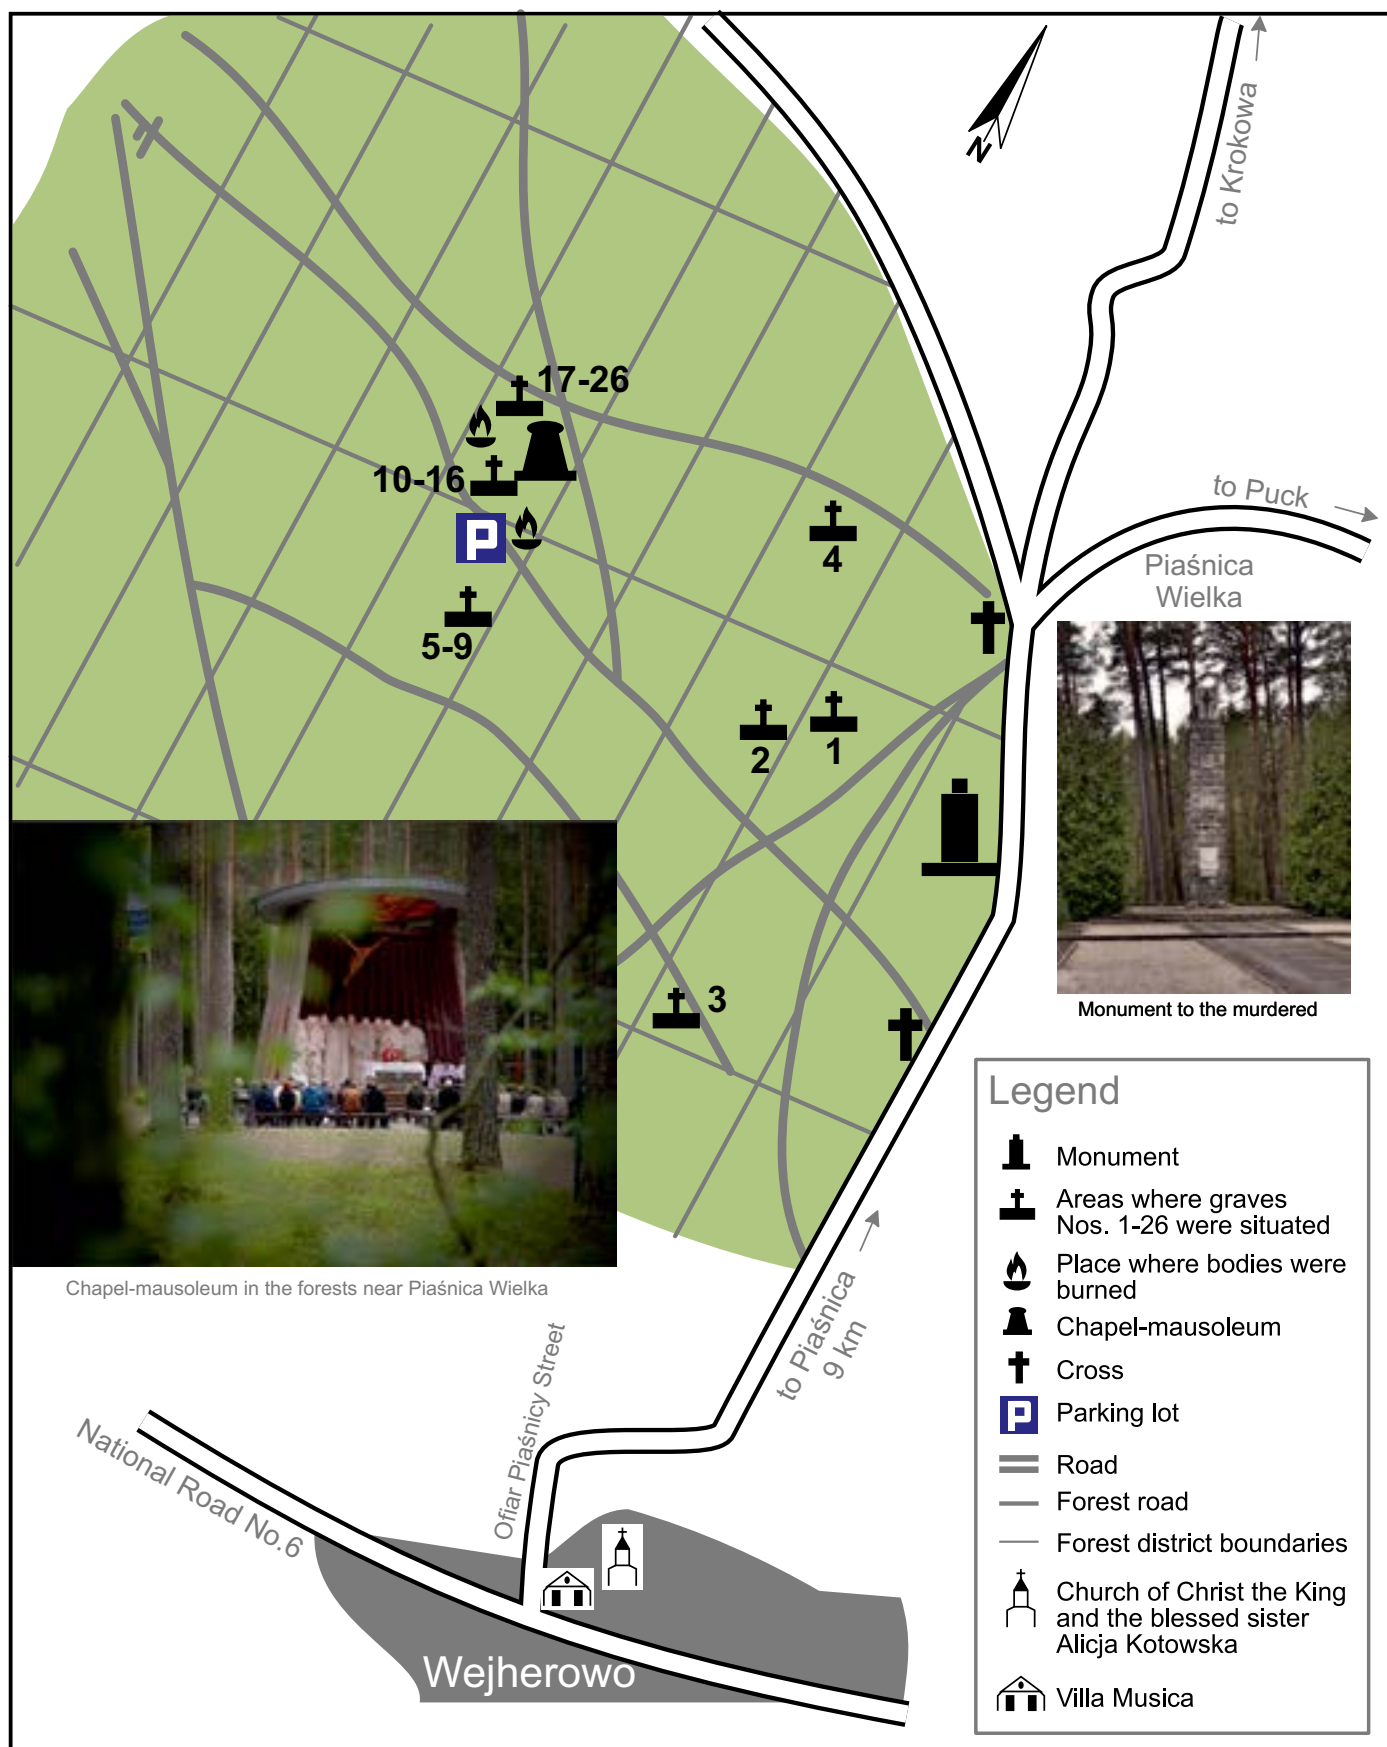 N
to Krokowa
17-26
10-16
to Puck
P
4
Piaśnica
Wielka
5-9
2
1
3
Monument to the murdered
Chapel-mausoleum in the forests near Piaśnica Wielka
to Piaśnica
9 km
Ofiar Piaśnicy Street
National Road No.6
Wejherowo
Legend
Monument
Areas where graves
Nos. 1-26 were situated
Place where bodies were
burned
Chapel-mausoleum
Cross
P
Parking lot
Road
Forest road
Forest district boundaries
Church of Christ the King
and the blessed sister
Alicja Kotowska
Villa Musica